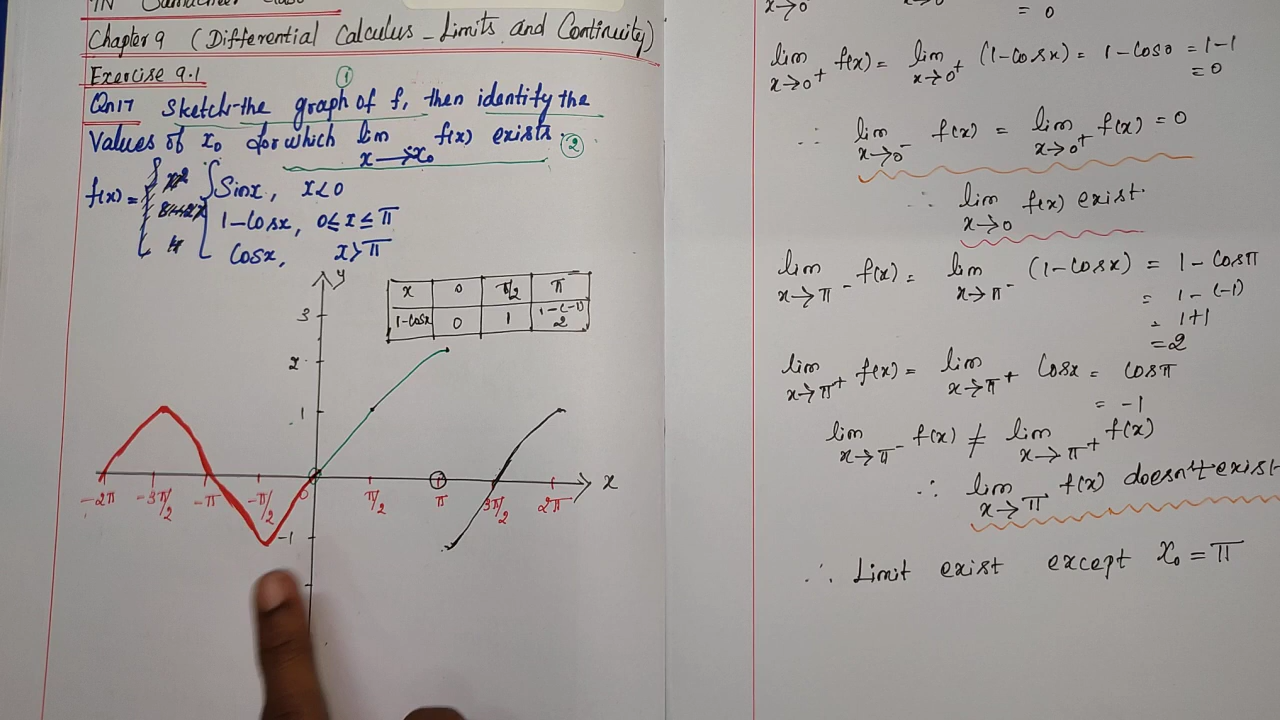 Chapter 9 (Differential Calculus - Limits and Continuity)
Exercise 9.1
①
Qn 17 Sketch the graph of f, then identify the
Values of x₀ for which lim x→x₀ f(x) exists. ②
f(x) = { Sinx, x<0
1-Cosx, 0≤x≤π
Cosx, x>π
y
x 0 π/2 π
1-Cosx 0 1 1-(-1) 2
3
2
1
-2π -3π/2 -π -π/2 0 π/2 π 3π/2 2π x
-1
x→0
= 0
lim x→0⁺ f(x) = lim x→0⁺ (1-Cosx) = 1-Cos0 = 1-1
= 0
∴ lim x→0⁻ f(x) = lim x→0⁺ f(x) = 0
∴ lim x→0 f(x) exist.
lim x→π⁻ f(x) = lim x→π⁻ (1-Cosx) = 1-Cosπ
= 1-(-1)
= 1+1
= 2
lim x→π⁺ f(x) = lim x→π⁺ Cosx = Cosπ
= -1
lim x→π⁻ f(x) ≠ lim x→π⁺ f(x)
∴ lim x→π f(x) doesn't exist
∴ Limit exist except x₀ = π